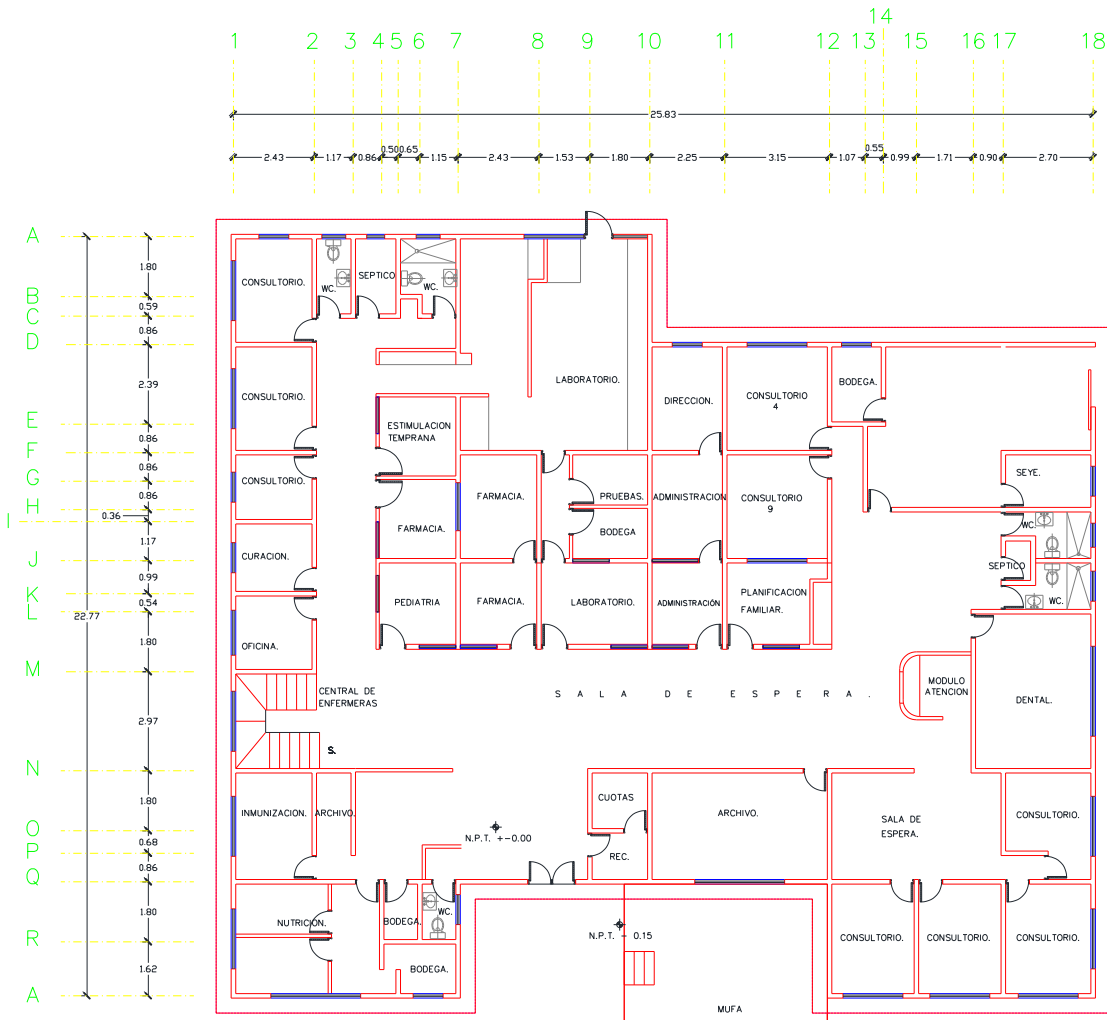 14
1 2 3 4 5 6 7 8 9 10 11 12 13 15 16 17 18
25.83
0.50 0.65 0.55
2.43 1.17 0.86 1.15 2.43 1.53 1.80 2.25 3.15 1.07 0.99 1.71 0.90 2.70
A
1.80
B
0.59
C
0.86
D
2.39
E
0.86
F
0.86
G
0.86
H
0.36
I
1.17
J
0.99
K
0.54
L
22.77
1.80
M
2.97
N
1.80
O
0.68
P
0.86
Q
1.80
R
1.62
A
CONSULTORIO.
WC.
SEPTICO
WC.
CONSULTORIO.
LABORATORIO.
DIRECCION.
CONSULTORIO
4
BODEGA.
ESTIMULACION
TEMPRANA
CONSULTORIO.
FARMACIA.
FARMACIA.
PRUEBAS.
BODEGA
ADMINISTRACION
CONSULTORIO
9
SEYE.
WC.
SEPTICO
WC.
CURACION.
PEDIATRIA
FARMACIA.
LABORATORIO.
ADMINISTRACIÓN
PLANIFICACION
FAMILIAR.
OFICINA.
CENTRAL DE
ENFERMERAS
S.
SALA DE ESPERA.
MODULO
ATENCION
DENTAL.
INMUNIZACION.
ARCHIVO.
N.P.T. +-0.00
CUOTAS
REC.
ARCHIVO.
SALA DE
ESPERA.
CONSULTORIO.
NUTRICION.
BODEGA.
WC.
BODEGA.
N.P.T. - 0.15
MUFA
CONSULTORIO.
CONSULTORIO.
CONSULTORIO.